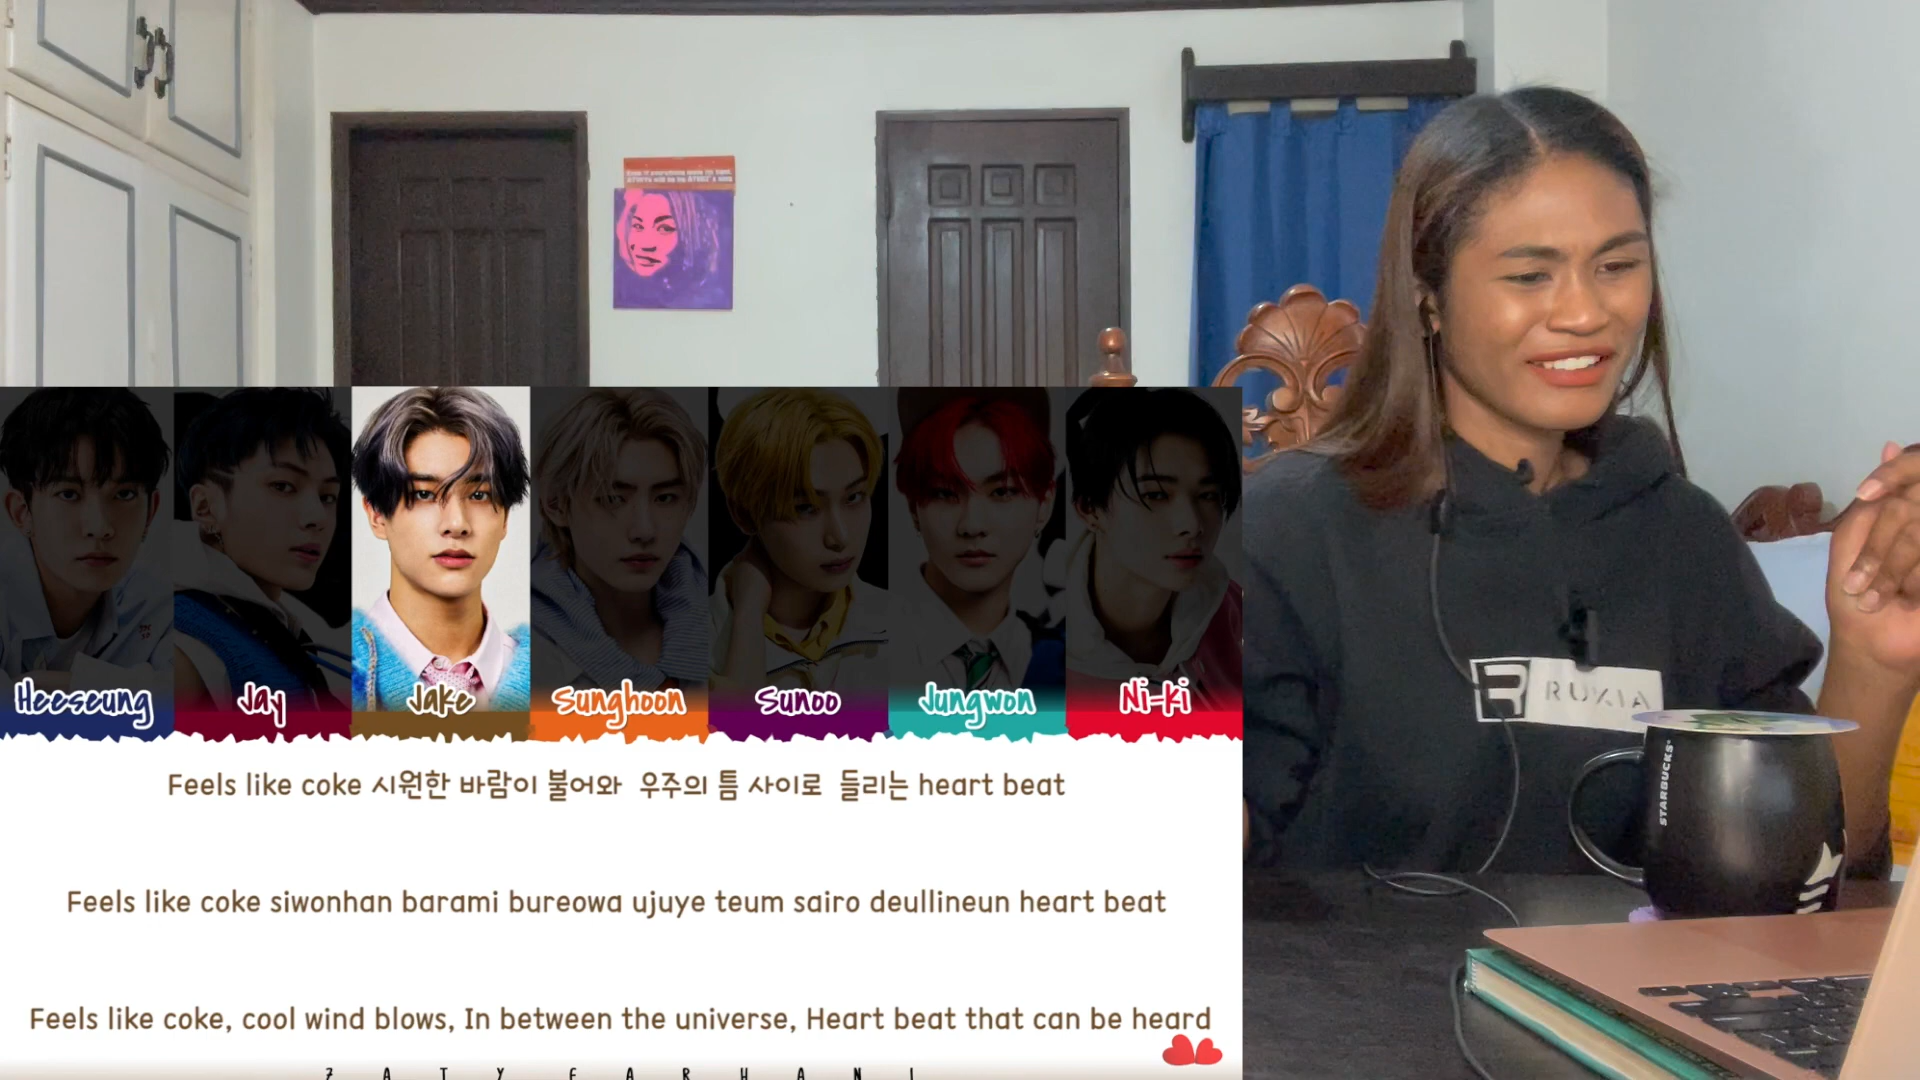 Heeseung
Jay
Jake
Sunghoon
Sunoo
Jungwon
Ni-ki
Feels like coke 시원한 바람이 불어와 우주의 틈 사이로 들리는 heart beat
Feels like coke siwonhan barami bureowa ujuye teum sairo deullineun heart beat
Feels like coke, cool wind blows, In between the universe, Heart beat that can be heard
Z A T Y F A R H A N I
RUXIA
STARBUCKS